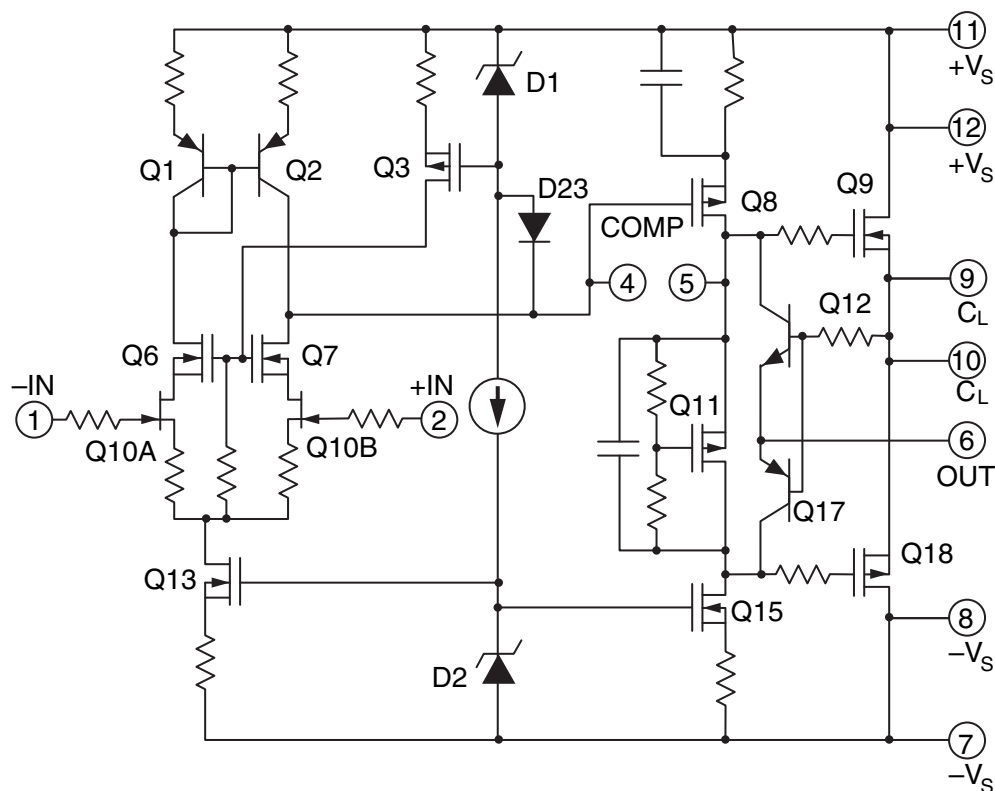 11
+VS
D1
12
+VS
Q1
Q2
Q3
D23
Q8
Q9
COMP
4
5
9
CL
Q12
Q6
Q7
10
CL
–IN
1
+IN
2
Q11
Q10A
Q10B
6
OUT
Q17
Q13
Q18
Q15
8
–VS
D2
7
–VS